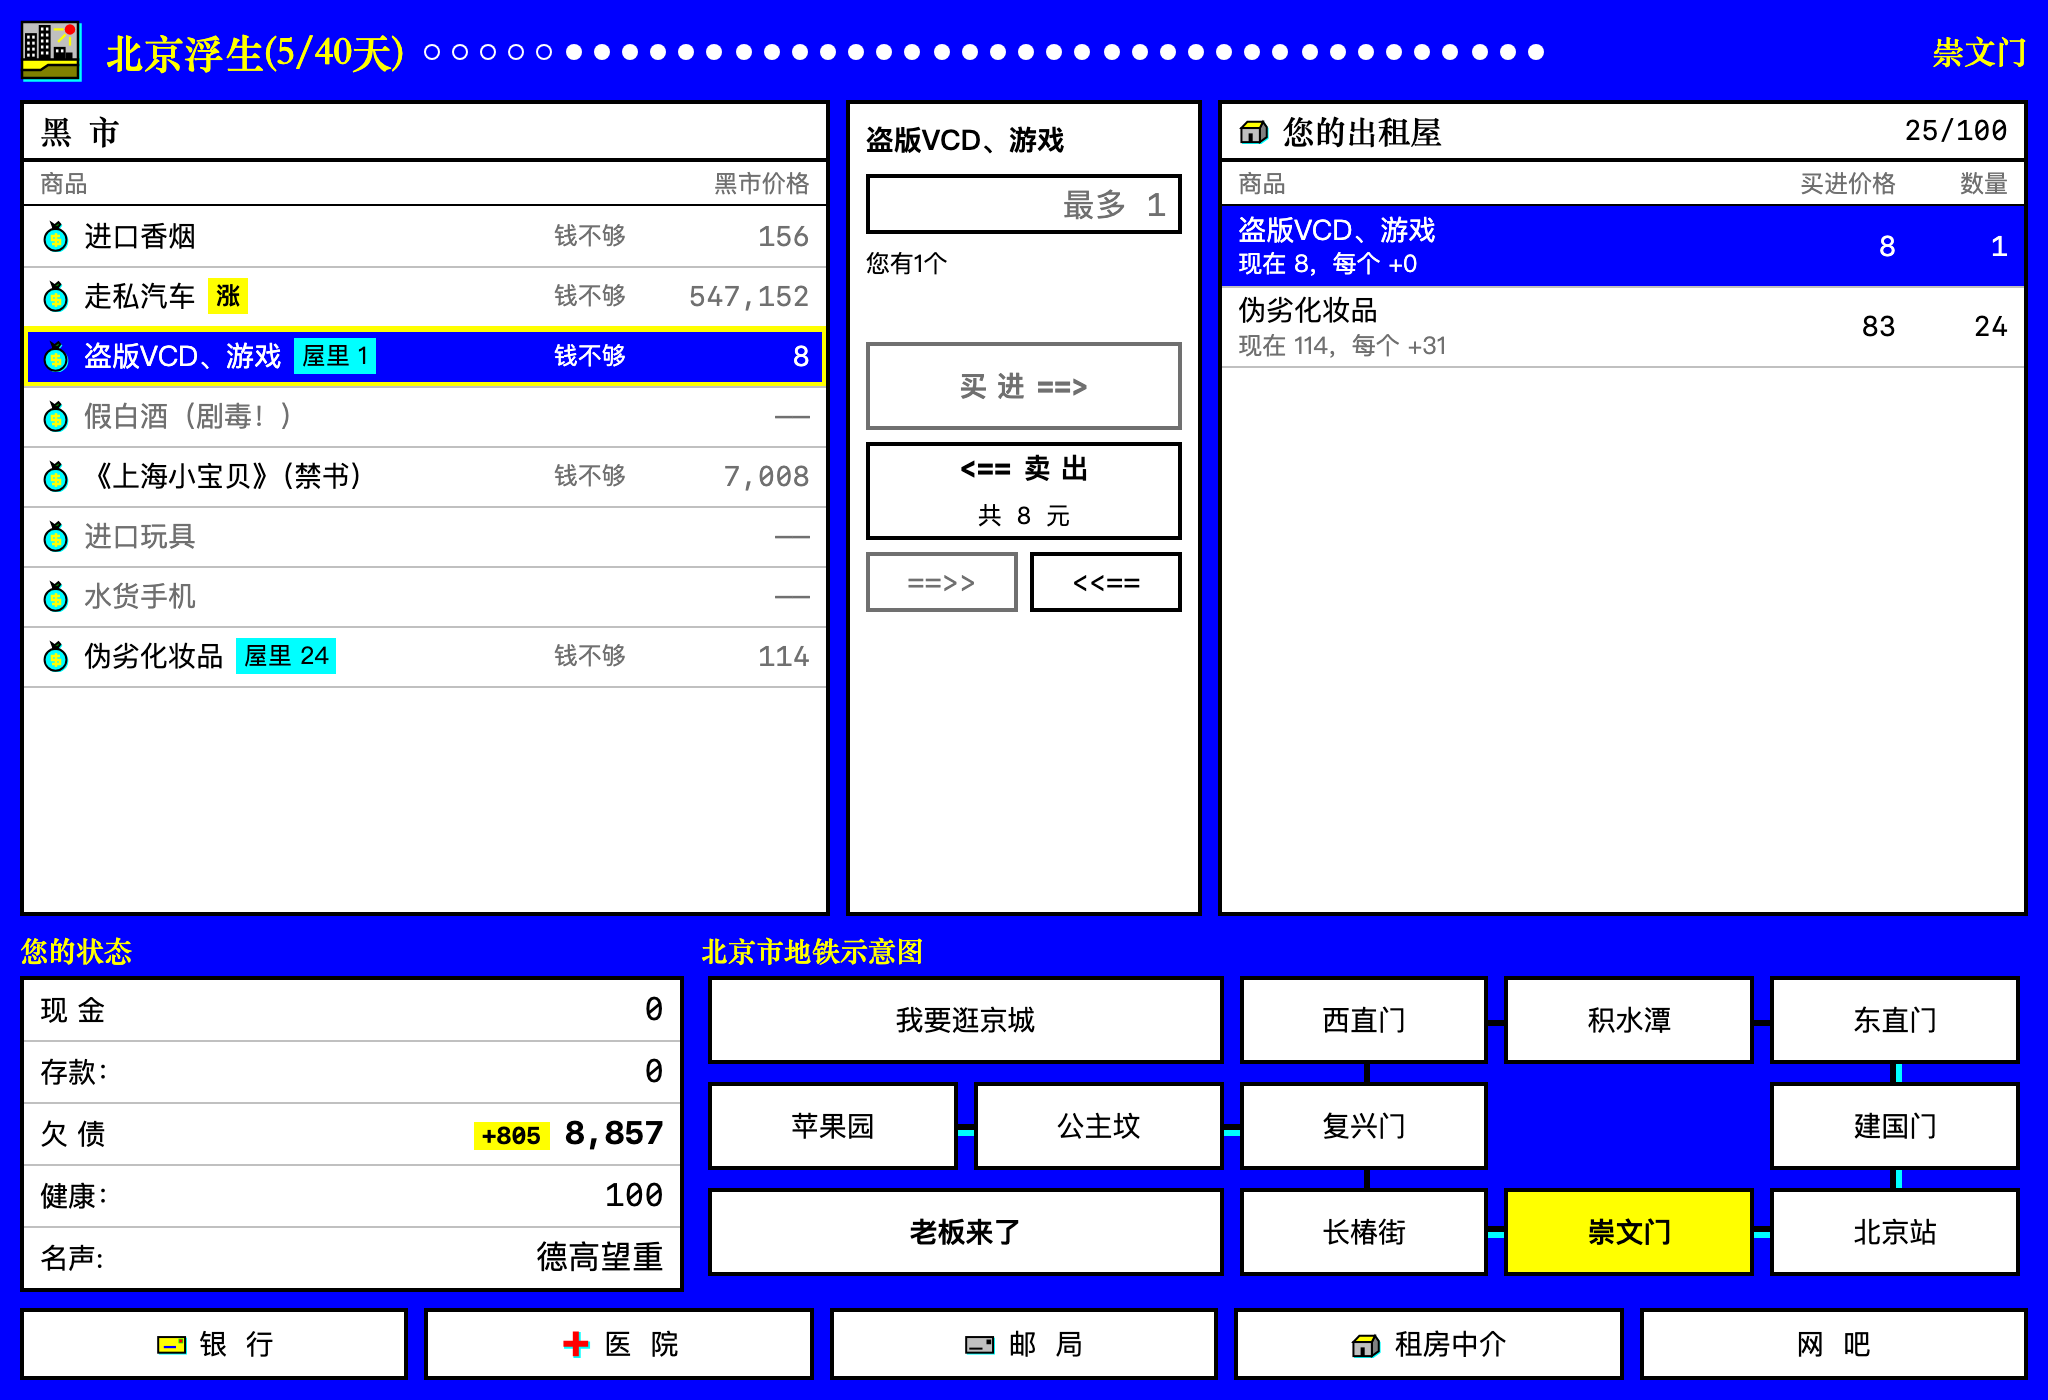 北京浮生(5/40天)
崇文门
黑 市
商品 黑市价格
进口香烟 钱不够 156
走私汽车 涨 钱不够 547,152
盗版VCD、游戏 屋里 1 钱不够 8
假白酒（剧毒！） —
《上海小宝贝》（禁书） 钱不够 7,008
进口玩具 —
水货手机 —
伪劣化妆品 屋里 24 钱不够 114
盗版VCD、游戏
最多 1
您有1个
买 进 ==>
<== 卖 出
共 8 元
==>> <<==
您的出租屋 25/100
商品 买进价格 数量
盗版VCD、游戏 8 1
现在 8，每个 +0
伪劣化妆品 83 24
现在 114，每个 +31
您的状态
现 金 0
存款： 0
欠 债 +805 8,857
健康： 100
名声： 德高望重
北京市地铁示意图
我要逛京城 西直门 积水潭 东直门
苹果园 公主坟 复兴门 建国门
老板来了 长椿街 崇文门 北京站
银 行 医 院 邮 局 租房中介 网 吧